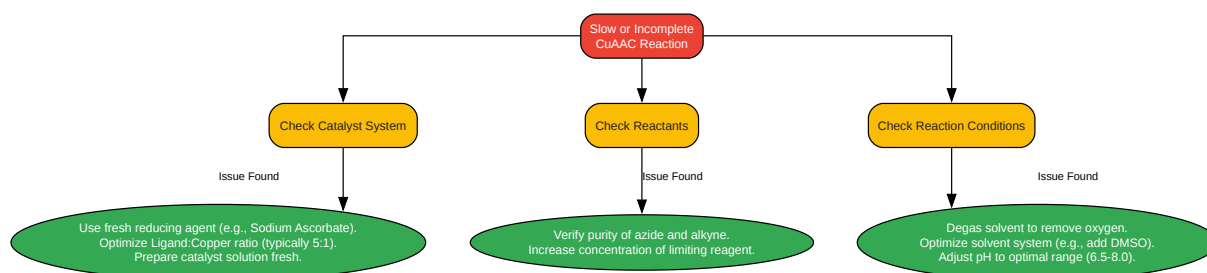 Slow or Incomplete
CuAAC Reaction
Check Catalyst System
Check Reactants
Check Reaction Conditions
Issue Found
Issue Found
Issue Found
Use fresh reducing agent (e.g., Sodium Ascorbate).
Optimize Ligand:Copper ratio (typically 5:1).
Prepare catalyst solution fresh.
Verify purity of azide and alkyne.
Increase concentration of limiting reagent.
Degas solvent to remove oxygen.
Optimize solvent system (e.g., add DMSO).
Adjust pH to optimal range (6.5-8.0).